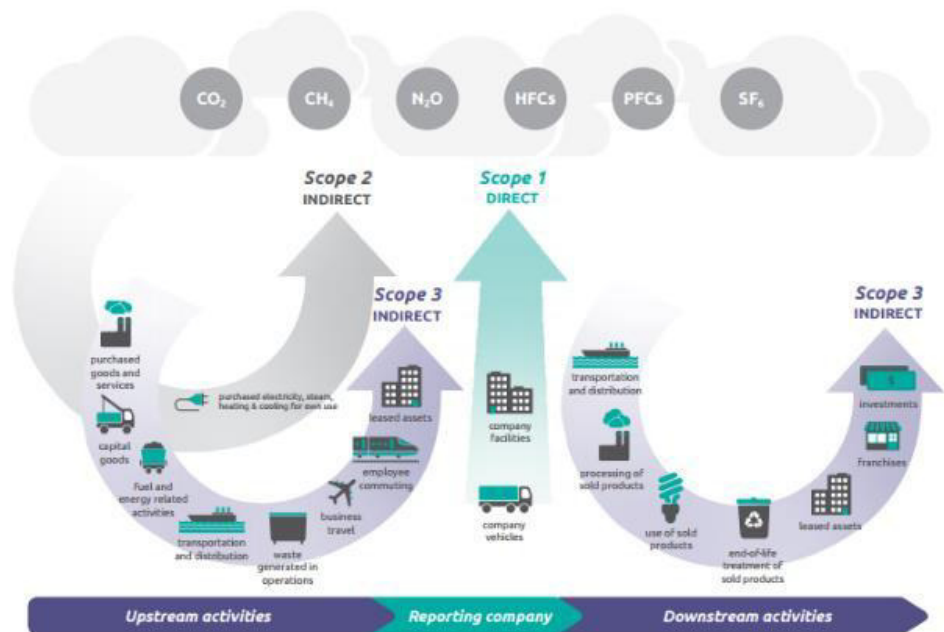 CO₂
CH₄
N₂O
HFCs
PFCs
SF₆
Scope 2
INDIRECT
Scope 1
DIRECT
Scope 3
INDIRECT
Scope 3
INDIRECT
purchased
goods and
services
capital
goods
fuel and
energy related
activities
transportation
and distribution
waste
generated in
operations
business
travel
employee
commuting
leased assets
purchased electricity, steam,
heating & cooling for own use
company
facilities
company
vehicles
transportation
and distribution
processing of
sold products
use of sold
products
end-of-life
treatment of
sold products
leased assets
franchises
investments
$
Upstream activities
Reporting company
Downstream activities